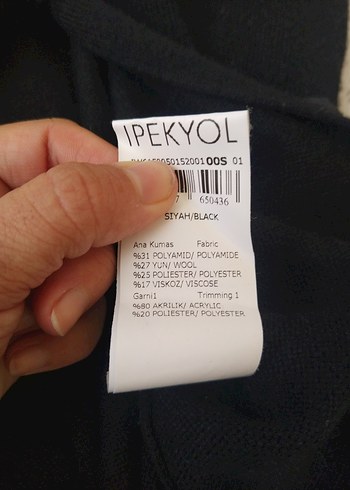 IPEKYOL
00S 01
650436
SIYAH/BLACK
Ana Kumas Fabric
%31 POLYAMID/ POLYAMIDE
%27 YUN/ WOOL
%25 POLIESTER/ POLYESTER
%17 VISKOZ/ VISCOSE
Garni1 Trimming 1
%80 AKRILIK/ ACRYLIC
%20 POLIESTER/ POLYESTER